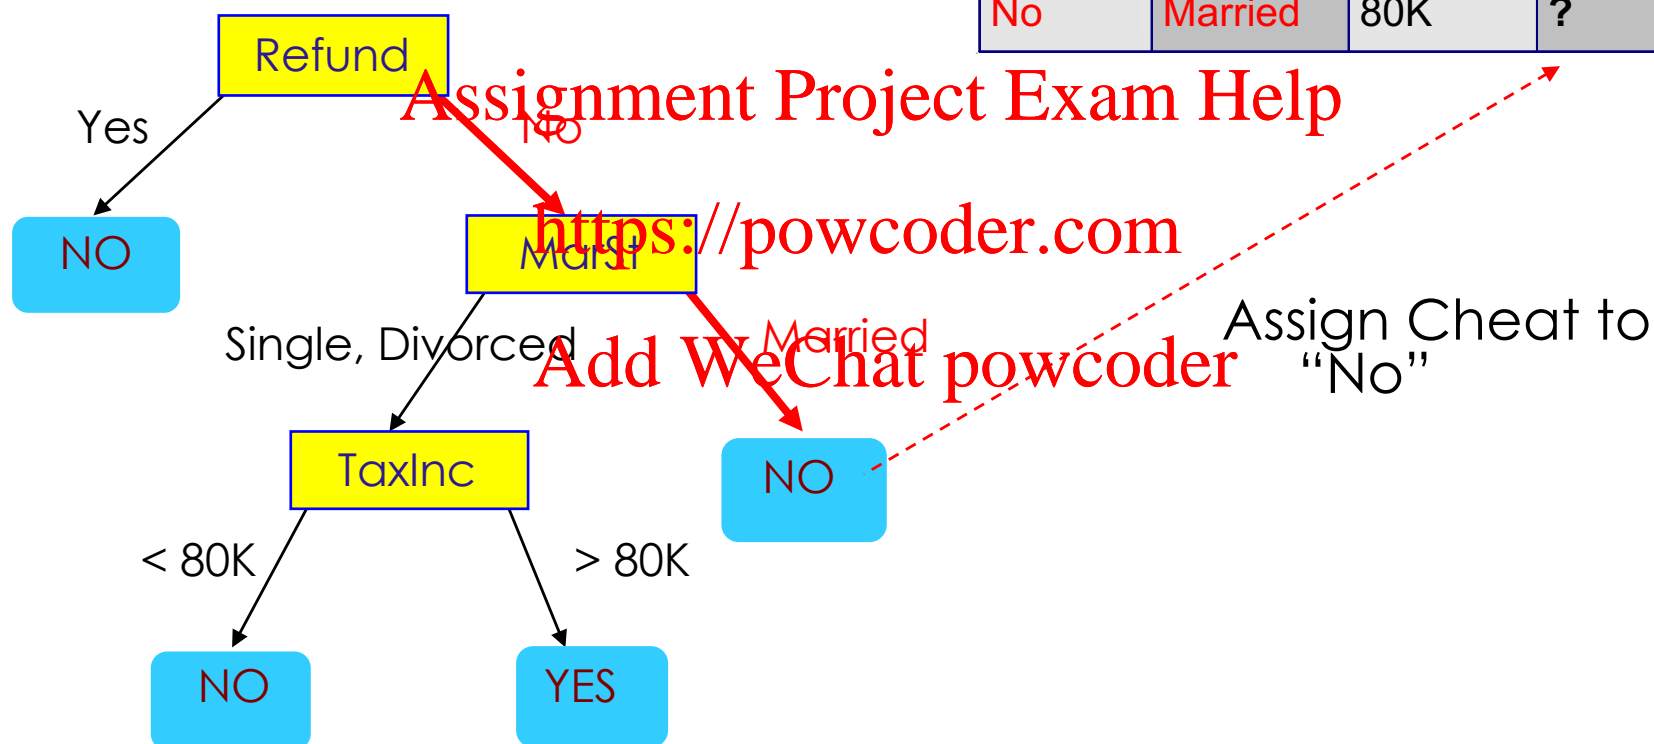 No Married 80K ?
Refund
Assignment Project Exam Help
Yes
No
https://powcoder.com
NO
MarSt
Single, Divorced
Married
Assign Cheat to
“No”
Add WeChat powcoder
TaxInc
NO
< 80K
> 80K
NO
YES